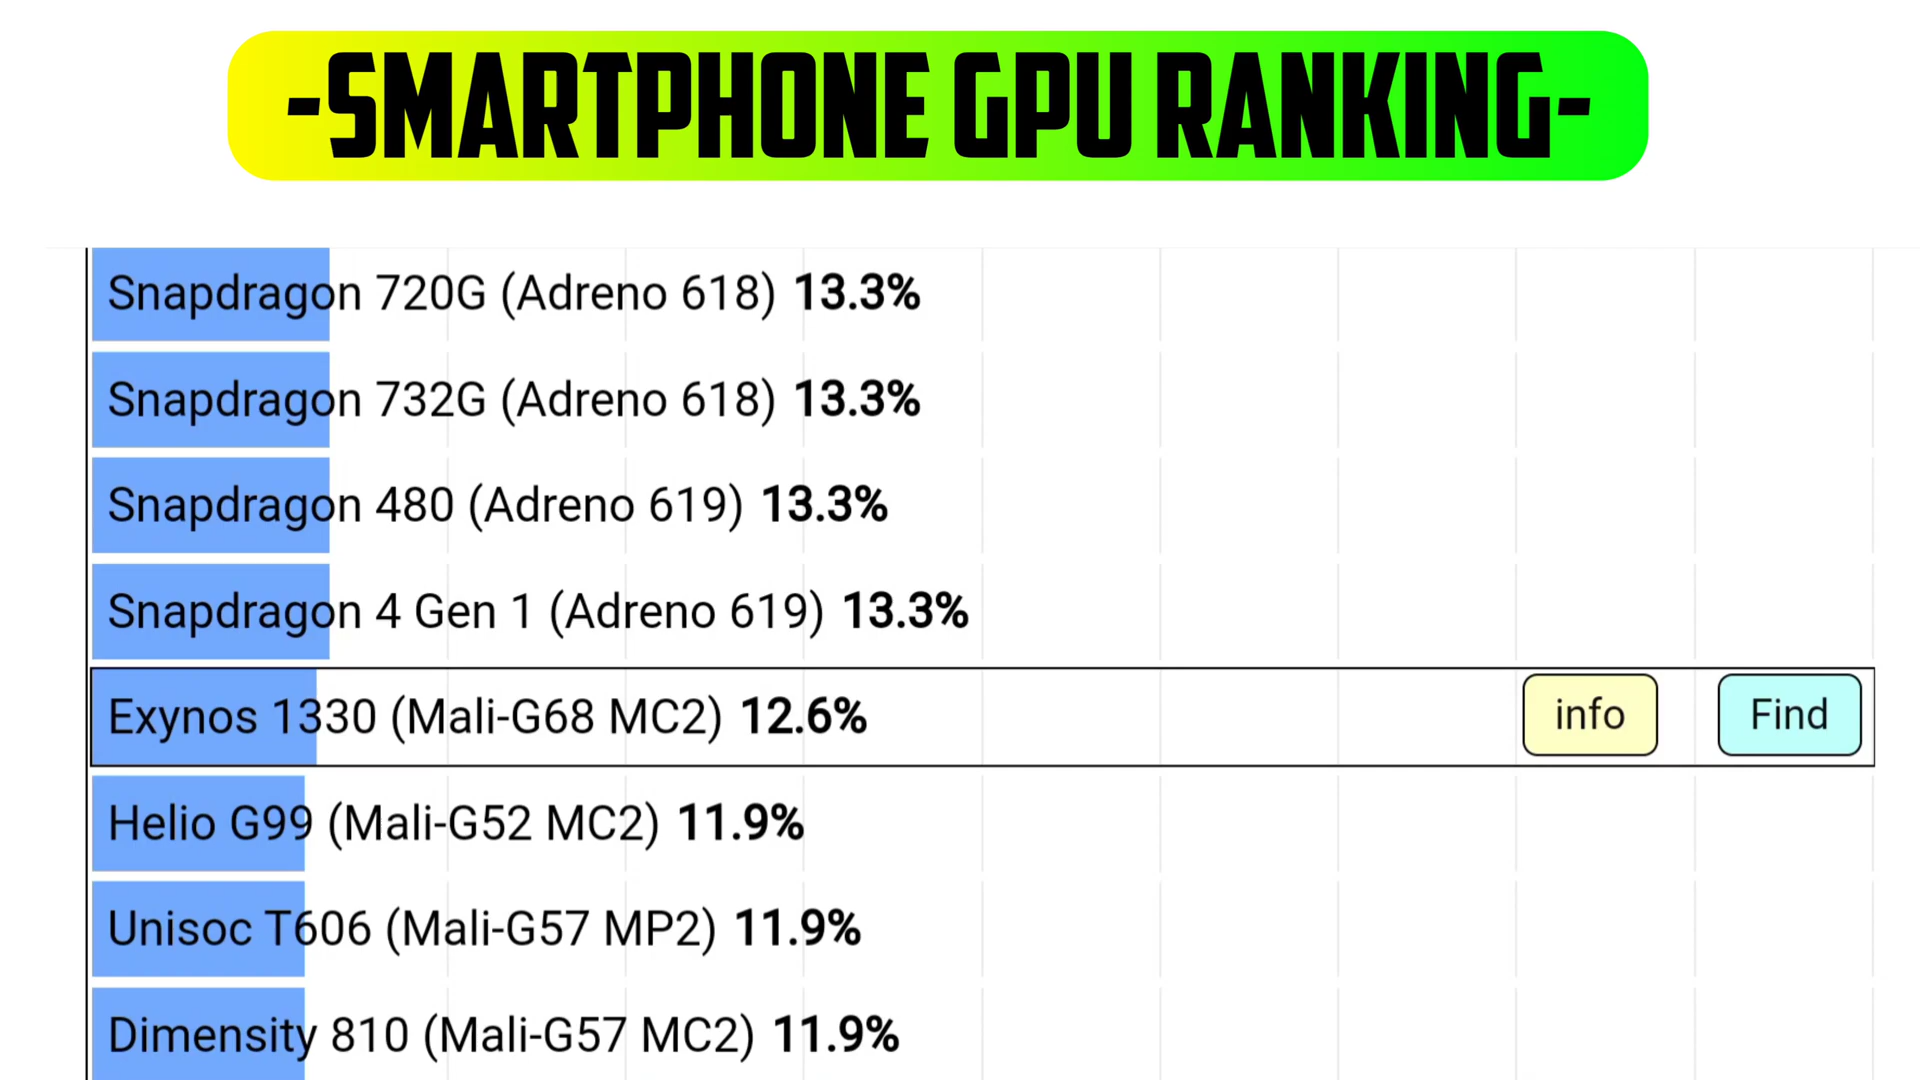 -SMARTPHONE GPU RANKING-
Snapdragon 720G (Adreno 618) 13.3%
Snapdragon 732G (Adreno 618) 13.3%
Snapdragon 480 (Adreno 619) 13.3%
Snapdragon 4 Gen 1 (Adreno 619) 13.3%
Exynos 1330 (Mali-G68 MC2) 12.6% info Find
Helio G99 (Mali-G52 MC2) 11.9%
Unisoc T606 (Mali-G57 MP2) 11.9%
Dimensity 810 (Mali-G57 MC2) 11.9%